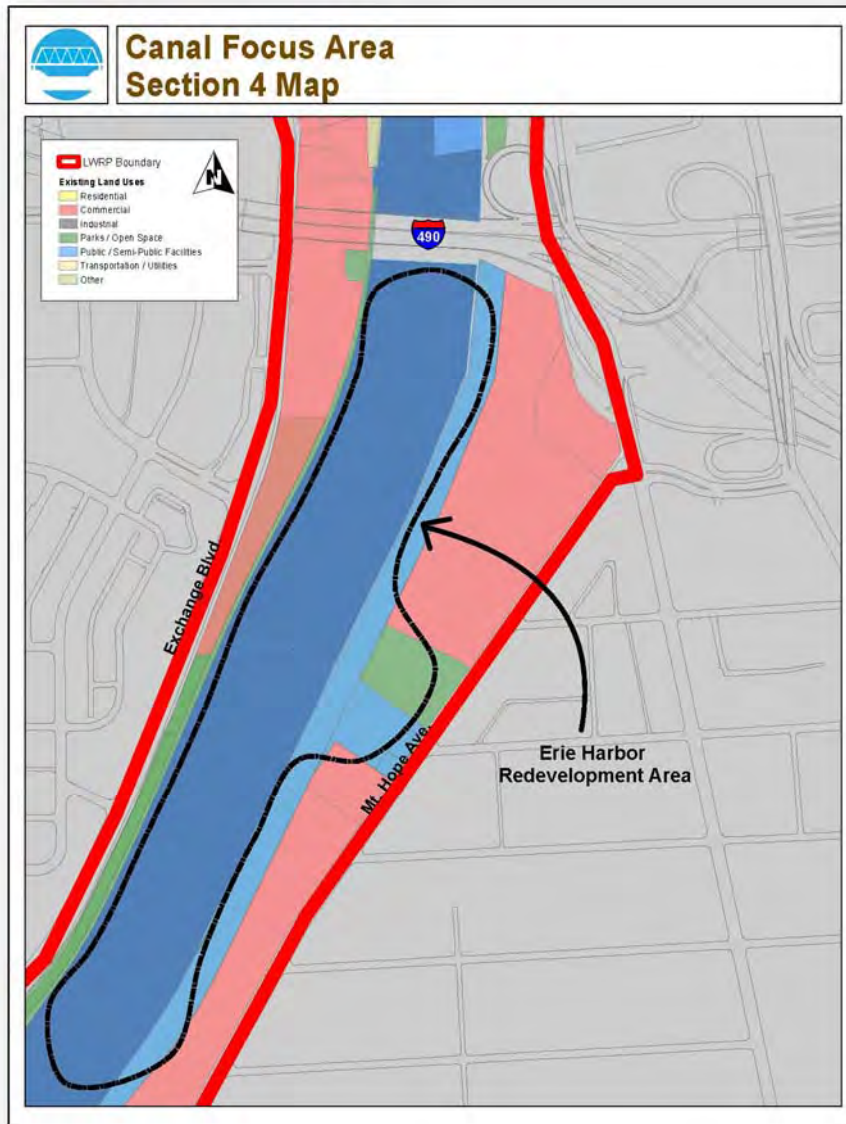 Canal Focus Area
Section 4 Map
LWRP Boundary
N
Existing Land Uses
Residential
Commercial
Industrial
Parks / Open Space
Public / Semi-Public Facilities
Transportation / Utilities
Other
490
Exchange Blvd
Mt. Hope Ave.
Erie Harbor
Redevelopment Area